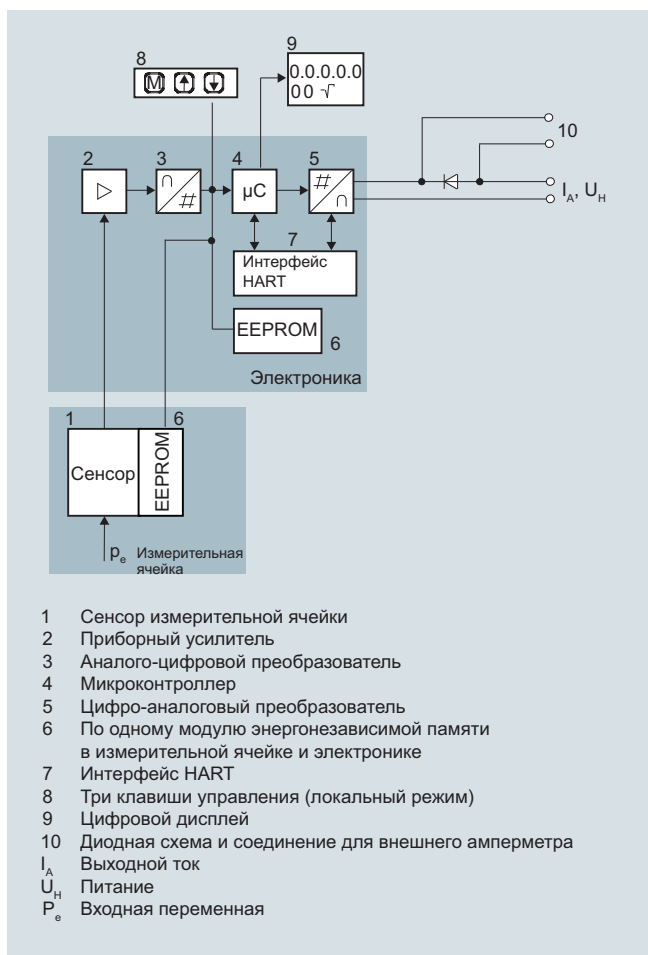 8
M
9
0.0.0.0.0
00 √
10
2
3
∩
#
4
µC
5
#
∩
I_A, U_H
7
Интерфейс
HART
EEPROM
6
Электроника
1
6
Сенсор
EEPROM
p_e Измерительная
ячейка
1 Сенсор измерительной ячейки
2 Приборный усилитель
3 Аналого-цифровой преобразователь
4 Микроконтроллер
5 Цифро-аналоговый преобразователь
6 По одному модулю энергонезависимой памяти
в измерительной ячейке и электронике
7 Интерфейс HART
8 Три клавиши управления (локальный режим)
9 Цифровой дисплей
10 Диодная схема и соединение для внешнего амперметра
I_A Выходной ток
U_H Питание
P_e Входная переменная